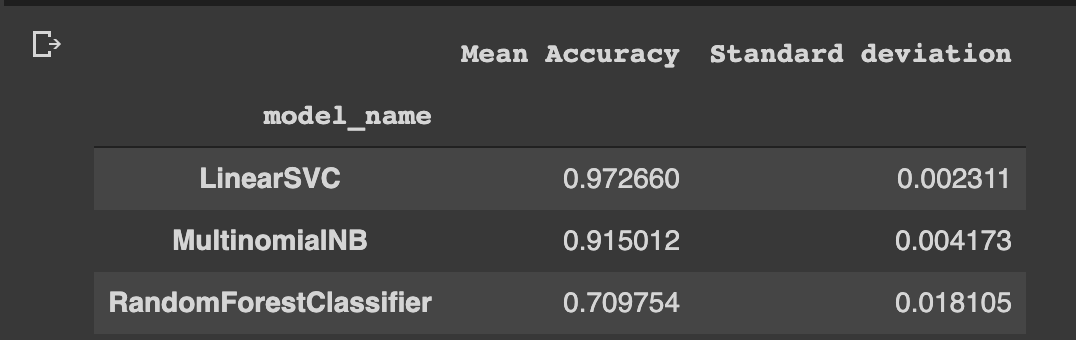 Mean Accuracy Standard deviation
model_name
LinearSVC 0.972660 0.002311
MultinomialNB 0.915012 0.004173
RandomForestClassifier 0.709754 0.018105